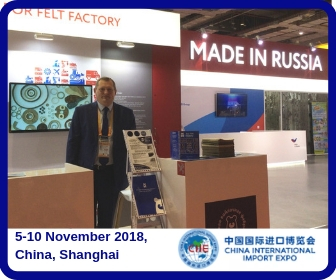 OR FELT FACTORY
MADE IN RUSSIA
5-10 November 2018,
China, Shanghai
CIIE
中国国际进口博览会
CHINA INTERNATIONAL
IMPORT EXPO